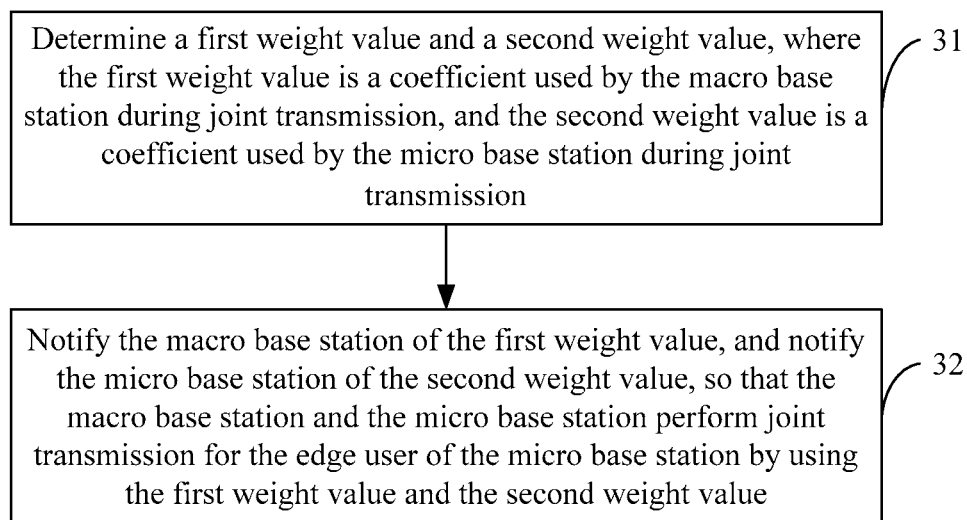 Determine a first weight value and a second weight value, where
the first weight value is a coefficient used by the macro base
station during joint transmission, and the second weight value is a
coefficient used by the micro base station during joint
transmission
31
Notify the macro base station of the first weight value, and notify
the micro base station of the second weight value, so that the
macro base station and the micro base station perform joint
transmission for the edge user of the micro base station by using
the first weight value and the second weight value
32